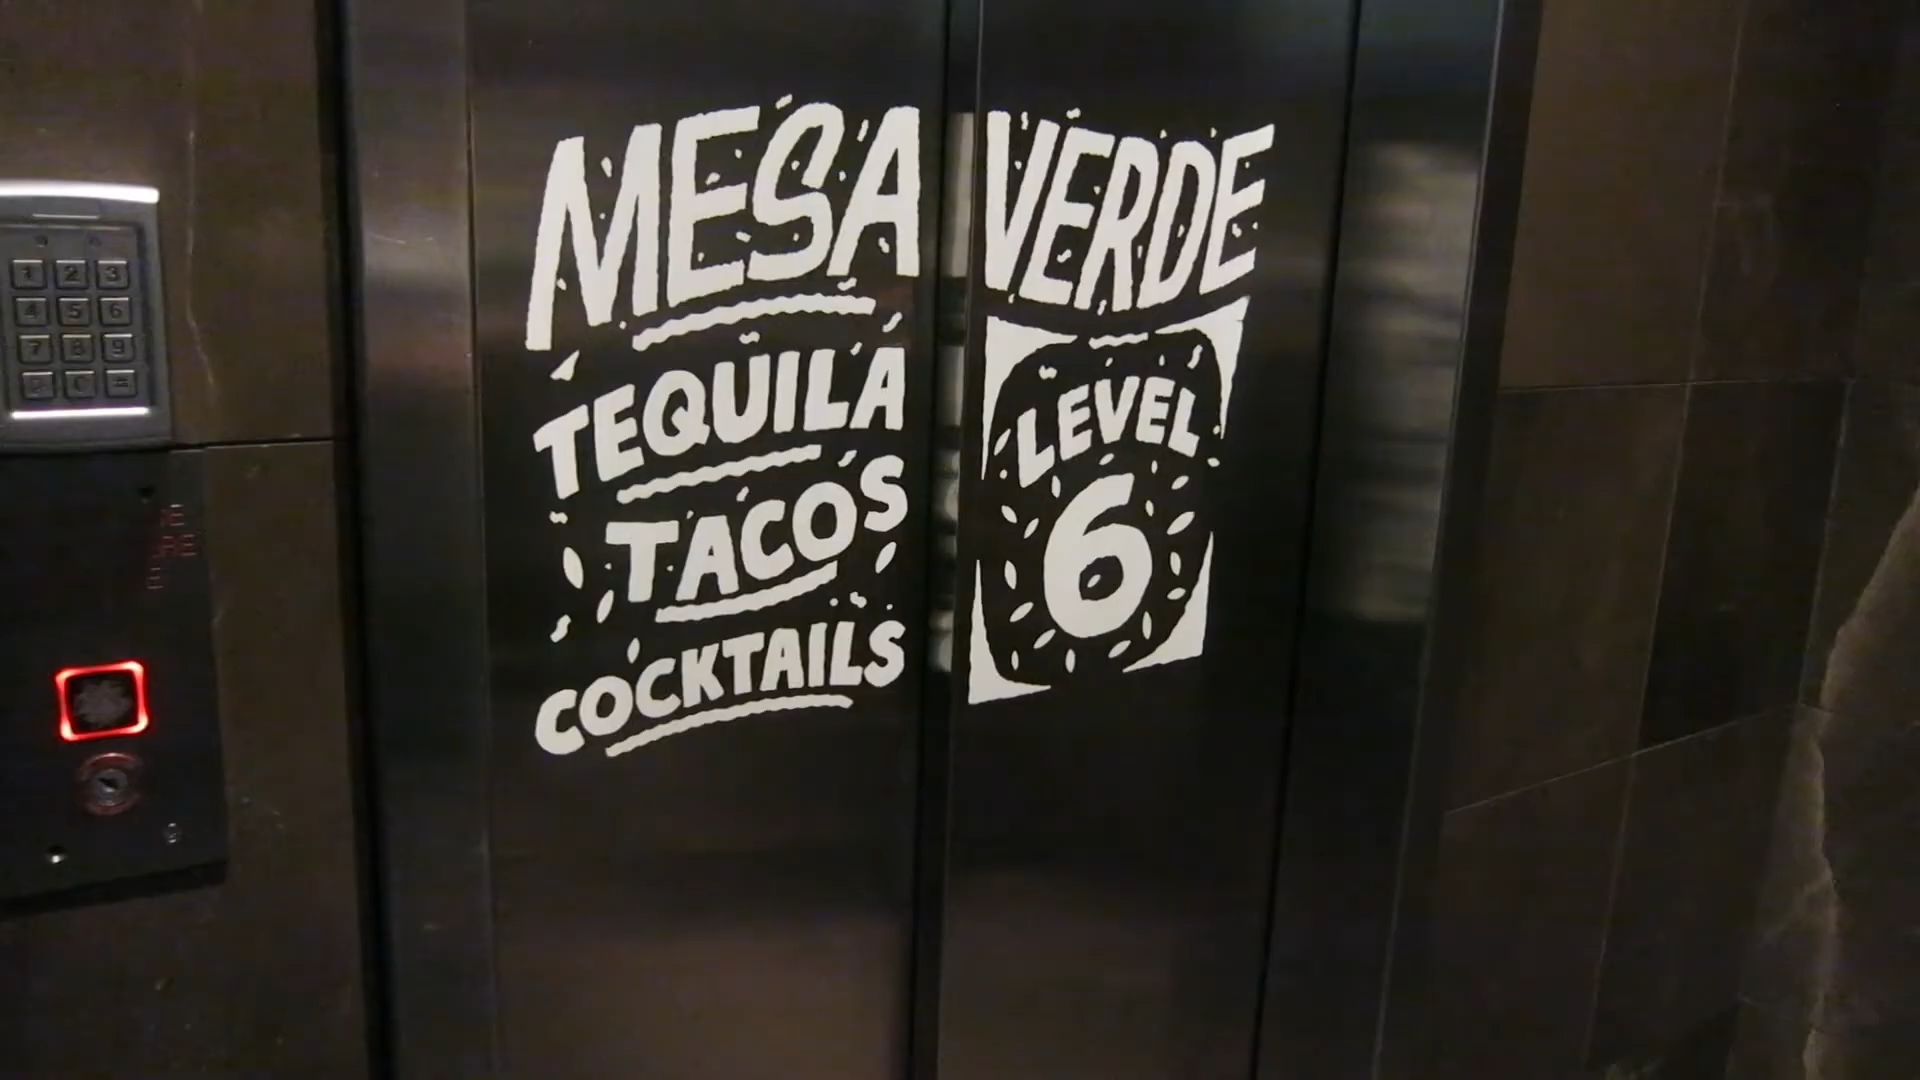 MESA VERDE
TEQUILA
TACOS
COCKTAILS
LEVEL
6
1 2 3
4 5 6
7 8 9